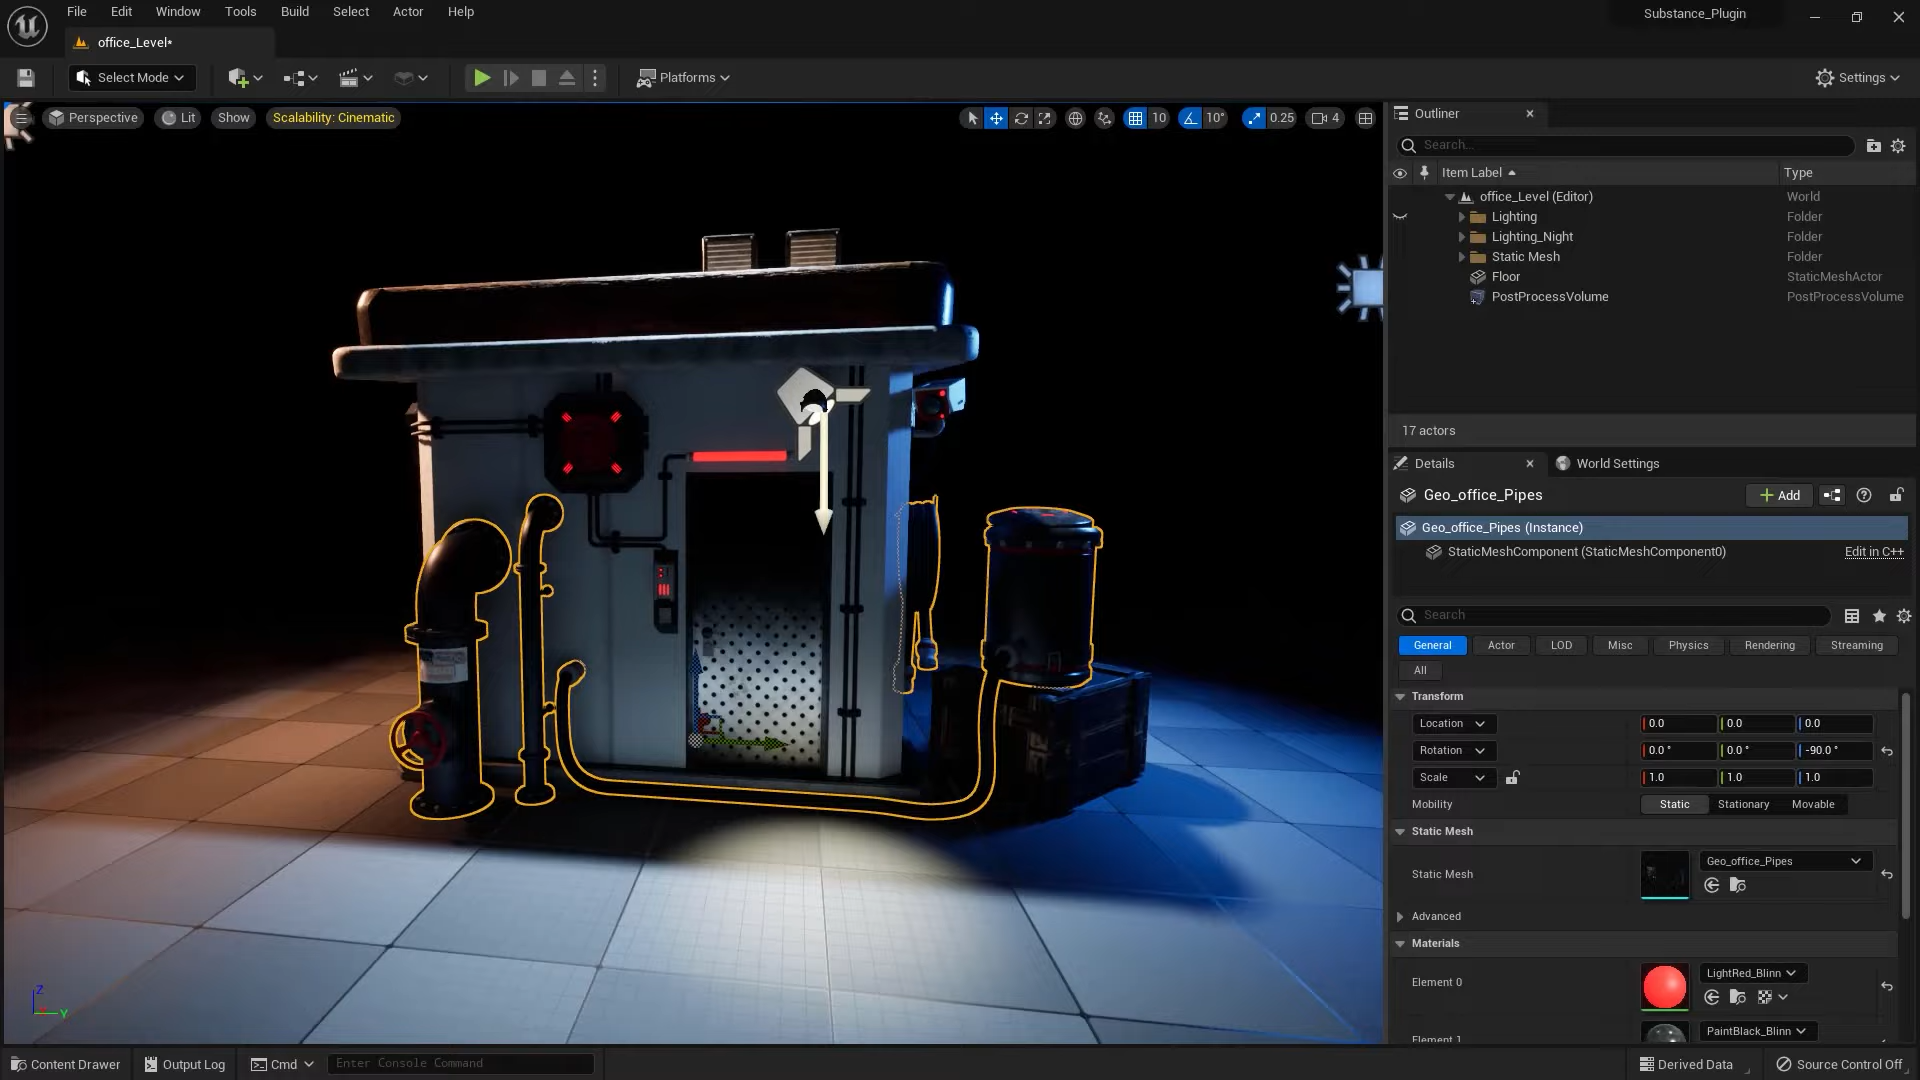 File Edit Window Tools Build Select Actor Help
Substance_Plugin
office_Level*
Select Mode
Platforms
Settings
Perspective Lit Show Scalability: Cinematic
10 10° 0.25 4
Outliner
Search...
Item Label Type
office_Level (Editor) World
Lighting Folder
Lighting_Night Folder
Static Mesh Folder
Floor StaticMeshActor
PostProcessVolume PostProcessVolume
17 actors
Details World Settings
Geo_office_Pipes Add
Geo_office_Pipes (Instance)
StaticMeshComponent (StaticMeshComponent0) Edit in C++
Search
General Actor LOD Misc Physics Rendering Streaming
All
Transform
Location 0.0 0.0 0.0
Rotation 0.0 ° 0.0 ° -90.0 °
Scale 1.0 1.0 1.0
Mobility Static Stationary Movable
Static Mesh
Static Mesh Geo_office_Pipes
Advanced
Materials
Element 0 LightRed_Blinn
Element 1 PaintBlack_Blinn
Z
Y
Content Drawer Output Log Cmd Enter Console Command Derived Data Source Control Off